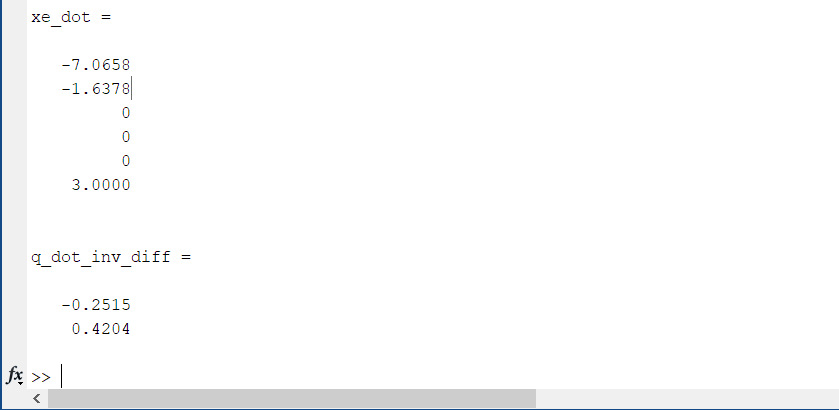 xe_dot =
-7.0658
-1.6378
0
0
0
3.0000
q_dot_inv_diff =
-0.2515
0.4204
fx >>